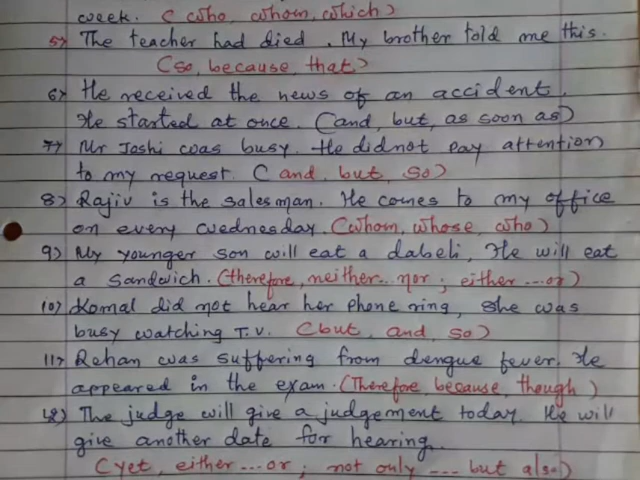 week. (who, whom, which)
5) The teacher had died. My brother told me this.
(so, because, that)
6) He received the news of an accident.
He started at once. (and, but, as soon as)
7) Mr Joshi was busy. He didnot pay attention
to my request. (and, but, so)
8) Rajiv is the salesman. He comes to my office
on every wednesday. (whom, whose, who)
9) My younger son will eat a dabeli, He will eat
a sandwich. (therefore, neither...nor; either...or)
10) Komal did not hear her phone ring, She was
busy watching T.V. (but, and, so)
11) Rehan was suffering from dengue fever. He
appeared in the exam. (Therefore, because, though)
12) The judge will give a judgement today. He will
give another date for hearing.
(yet, either...or; not only ... but also)